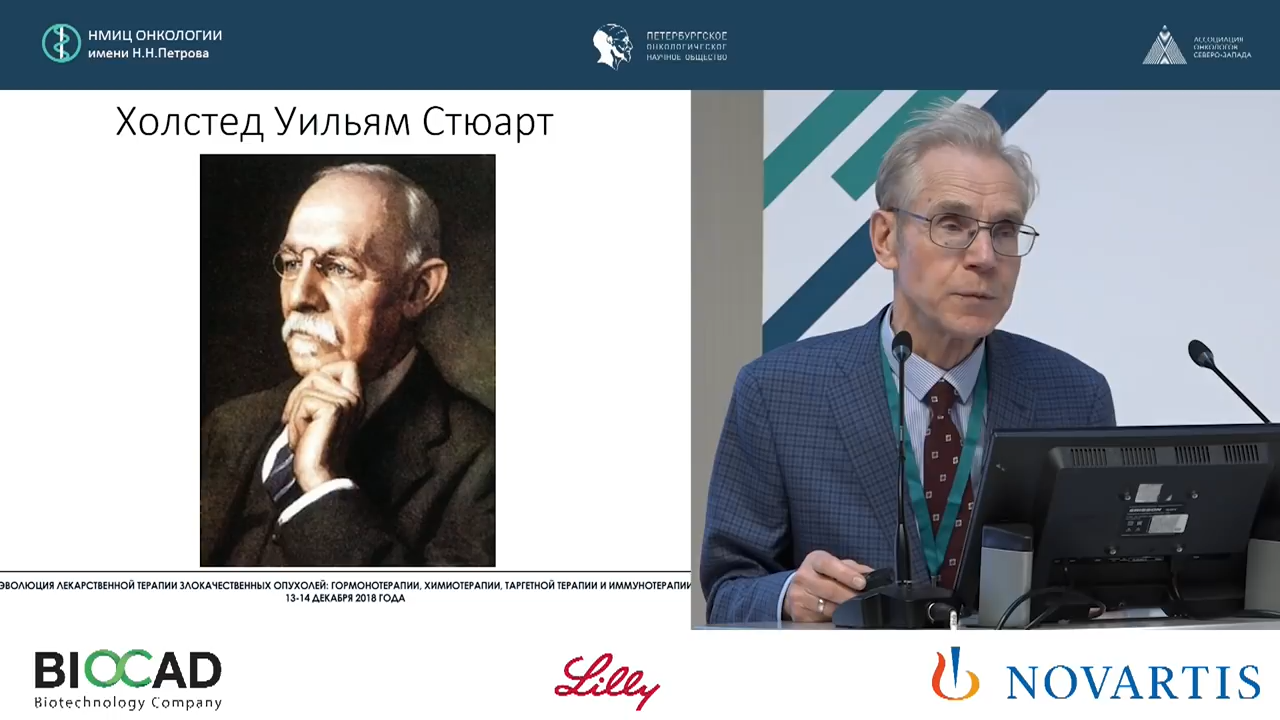 НМИЦ ОНКОЛОГИИ
имени Н.Н.Петрова
ПЕТЕРБУРГСКОЕ
ОНКОЛОГИЧЕСКОЕ
НАУЧНОЕ ОБЩЕСТВО
АССОЦИАЦИЯ
ОНКОЛОГОВ
СЕВЕРО-ЗАПАДА
Холстед Уильям Стюарт
ЭВОЛЮЦИЯ ЛЕКАРСТВЕННОЙ ТЕРАПИИ ЗЛОКАЧЕСТВЕННЫХ ОПУХОЛЕЙ: ГОРМОНОТЕРАПИИ, ХИМИОТЕРАПИИ, ТАРГЕТНОЙ ТЕРАПИИ И ИММУНОТЕРАПИИ
13-14 ДЕКАБРЯ 2018 ГОДА
BIOCAD
Biotechnology Company
Lilly
NOVARTIS